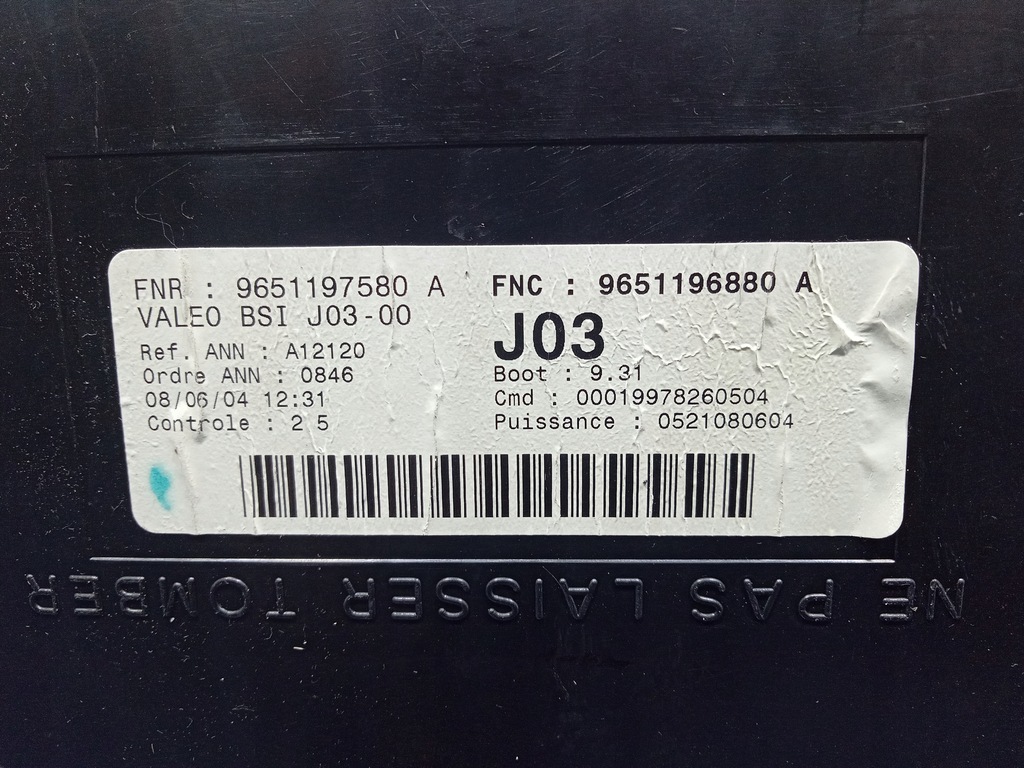 FNR : 9651197580 A
VALEO BSI J03-00
Ref. ANN : A12120
Ordre ANN : 0846
08/06/04 12:31
Controle : 2 5
FNC : 9651196880 A
J03
Boot : 9.31
Cmd : 00019978260504
Puissance : 0521080604
NE PAS LAISSER TOMBER